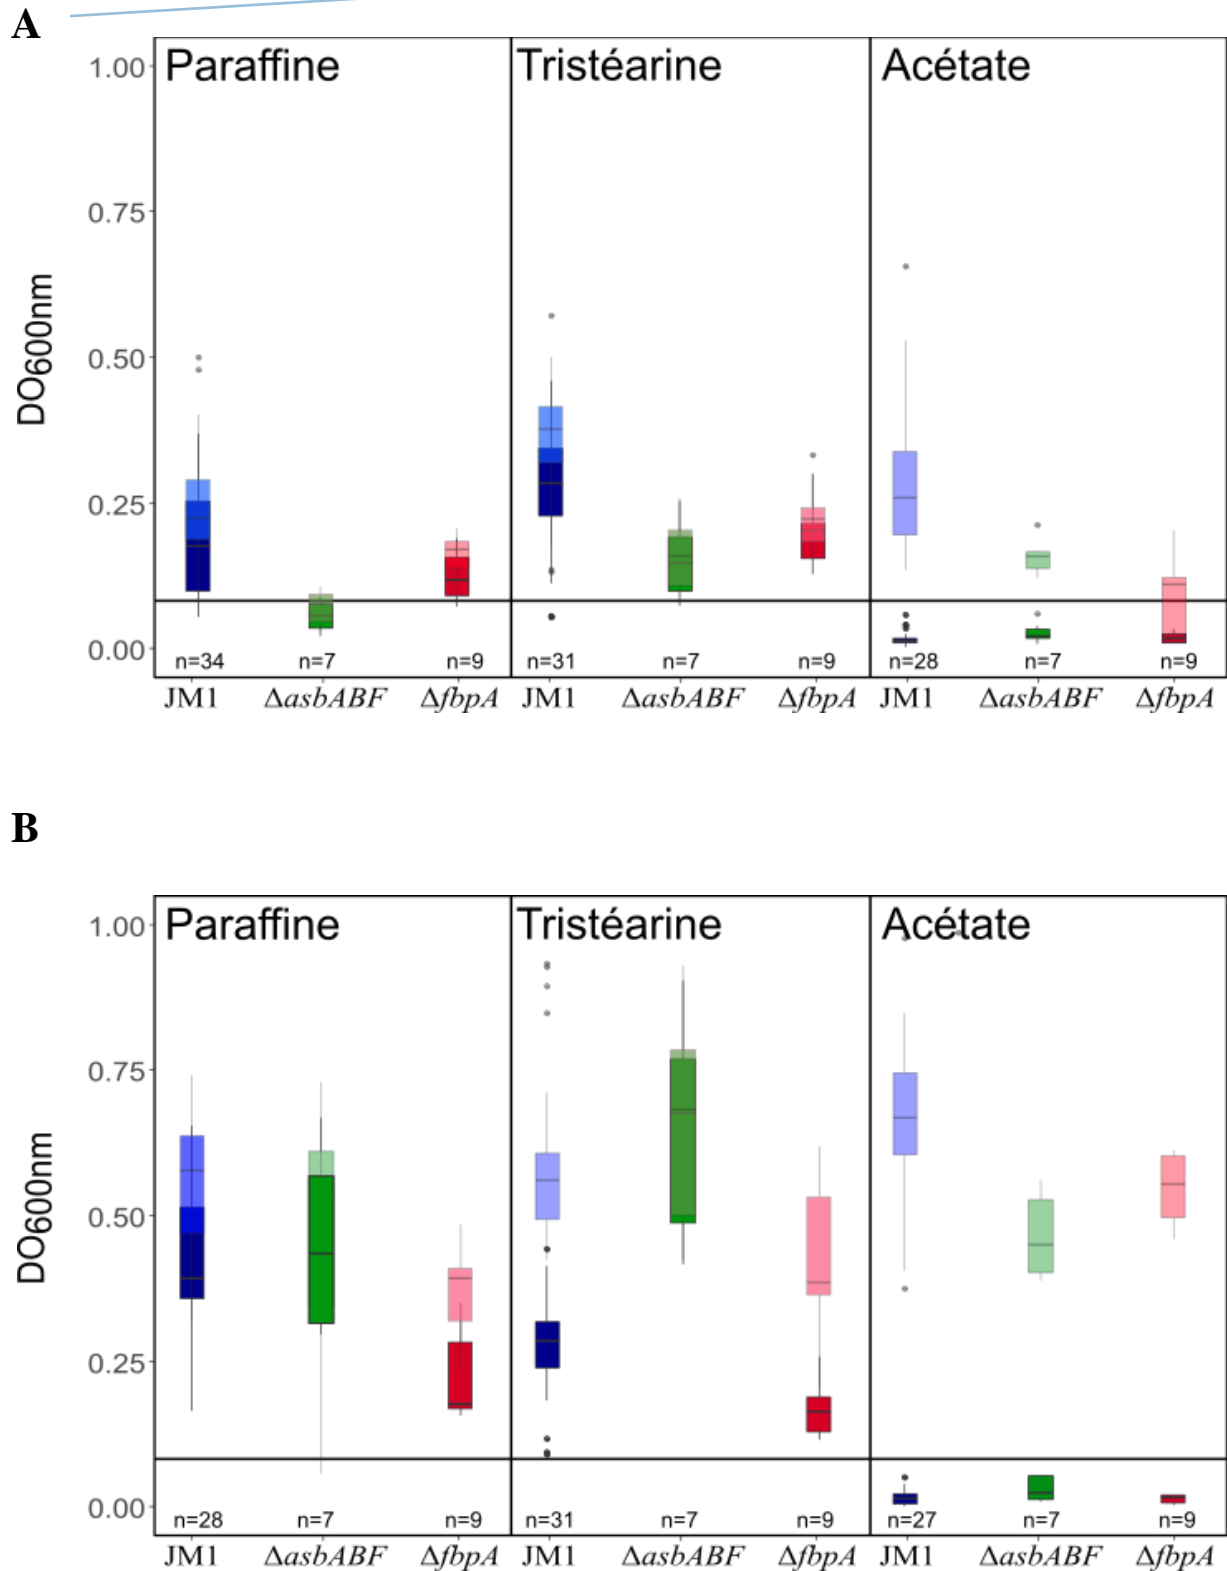 A
Paraffine Tristéarine Acétate
1.00
0.75
0.50
0.25
0.00
DO600nm
n=34 n=7 n=9 n=31 n=7 n=9 n=28 n=7 n=9
JM1 ΔasbABF ΔfbpA JM1 ΔasbABF ΔfbpA JM1 ΔasbABF ΔfbpA
B
Paraffine Tristéarine Acétate
1.00
0.75
0.50
0.25
0.00
DO600nm
n=28 n=7 n=9 n=31 n=7 n=9 n=27 n=7 n=9
JM1 ΔasbABF ΔfbpA JM1 ΔasbABF ΔfbpA JM1 ΔasbABF ΔfbpA